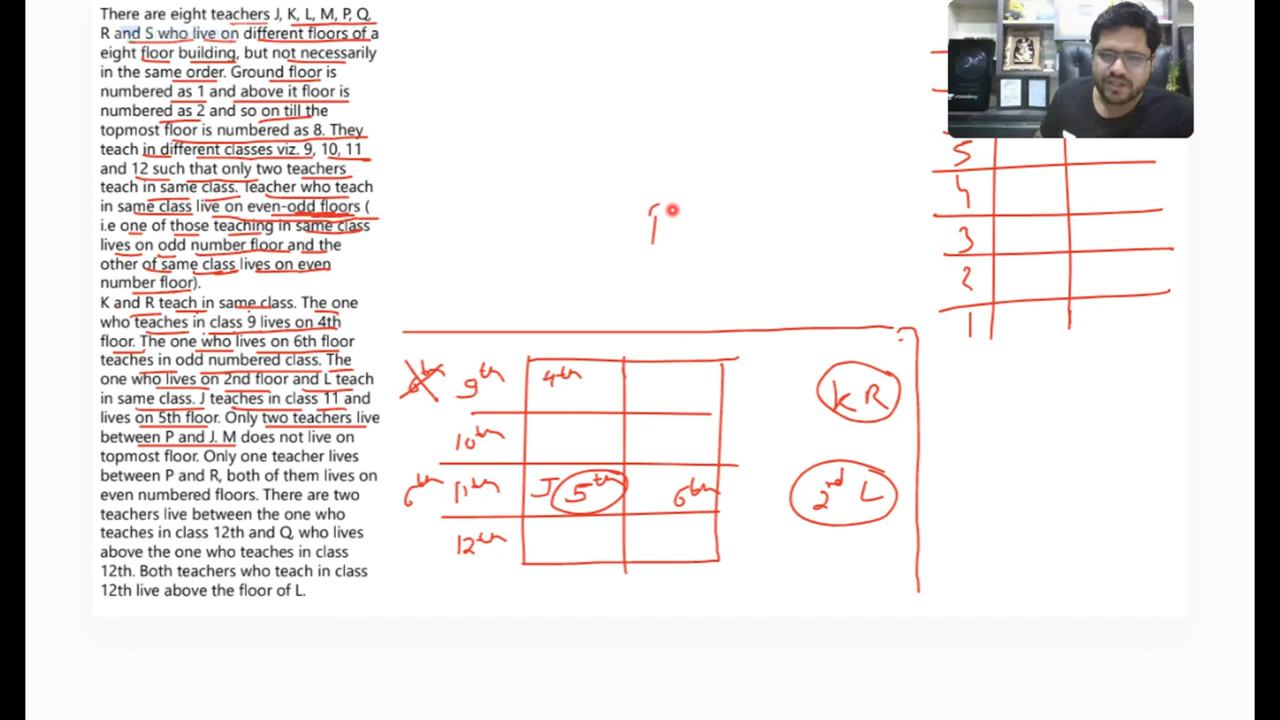 There are eight teachers J, K, L, M, P, Q,
R and S who live on different floors of a
eight floor building, but not necessarily
in the same order. Ground floor is
numbered as 1 and above it floor is
numbered as 2 and so on till the
topmost floor is numbered as 8. They
teach in different classes viz. 9, 10, 11
and 12 such that only two teachers
teach in same class. Teacher who teach
in same class live on even-odd floors (
i.e one of those teaching in same class
lives on odd number floor and the
other of same class lives on even
number floor).
K and R teach in same class. The one
who teaches in class 9 lives on 4th
floor. The one who lives on 6th floor
teaches in odd numbered class. The
one who lives on 2nd floor and L teach
in same class. J teaches in class 11 and
lives on 5th floor. Only two teachers live
between P and J. M does not live on
topmost floor. Only one teacher lives
between P and R, both of them lives on
even numbered floors. There are two
teachers live between the one who
teaches in class 12th and Q, who lives
above the one who teaches in class
12th. Both teachers who teach in class
12th live above the floor of L.
9th 4th
10th
6th 11th J 5th 6th
12th
K R
2nd L
5
4
3
2
1